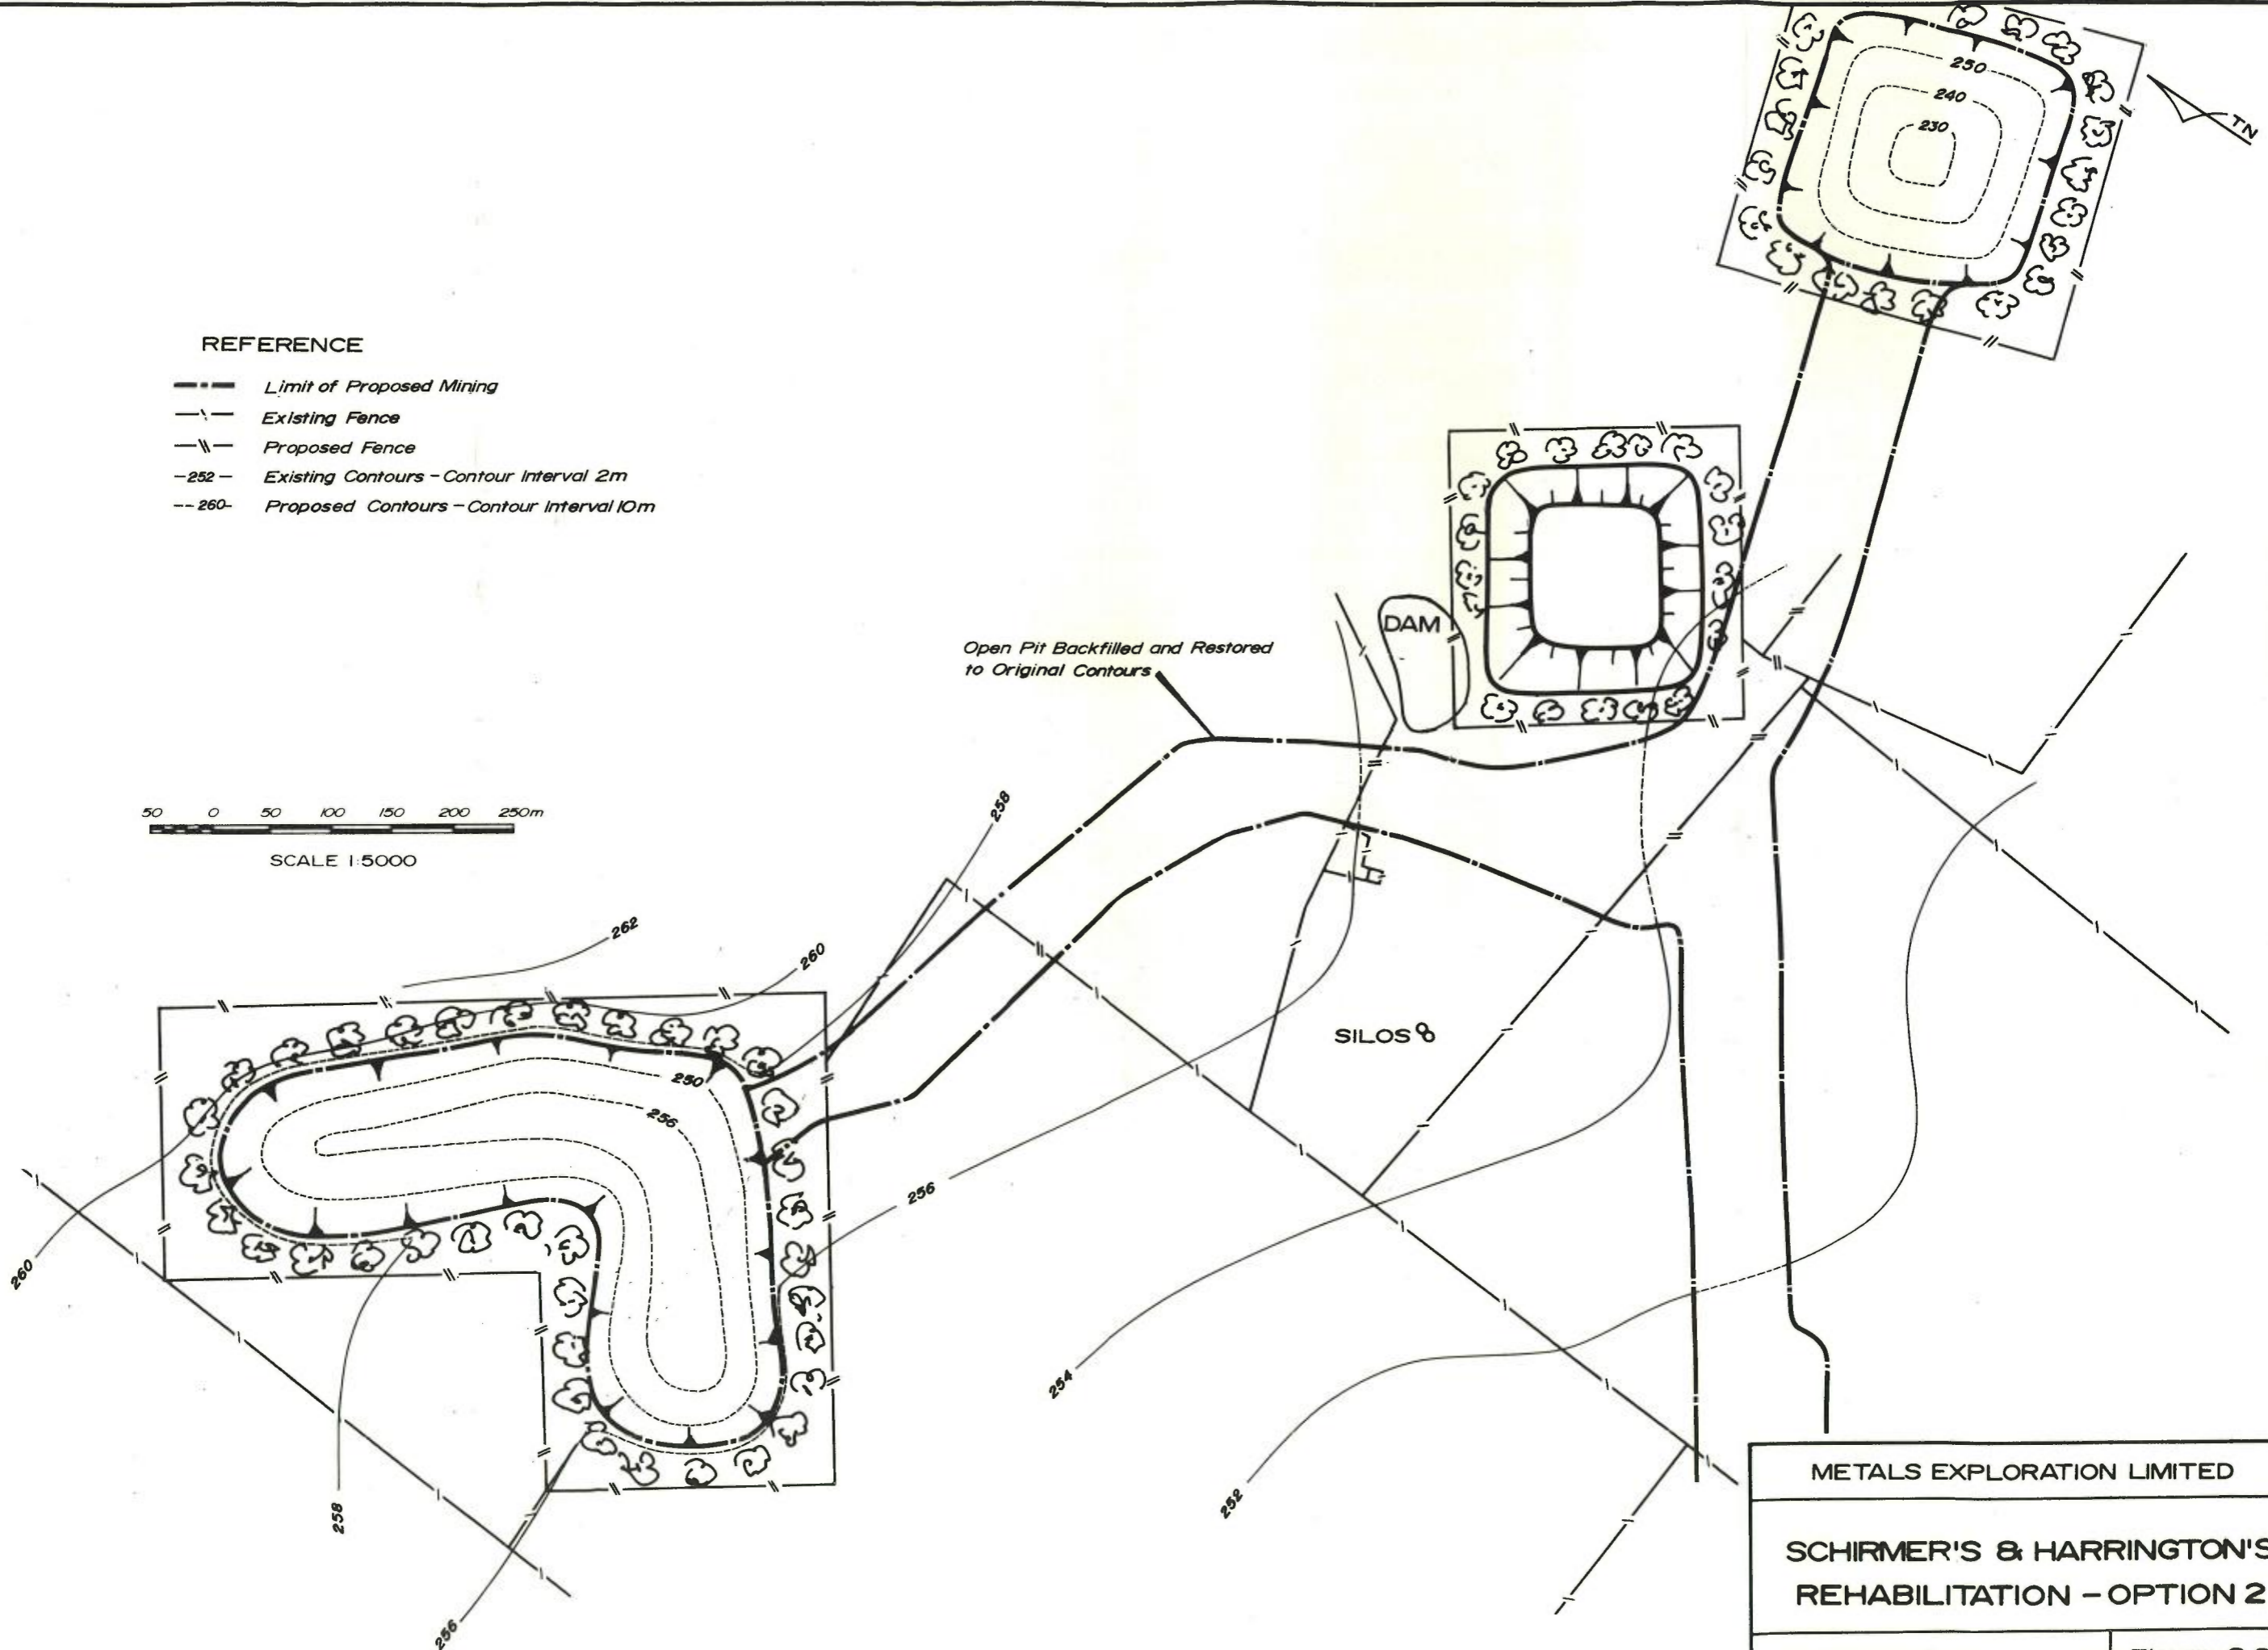 250
240
230
TN
REFERENCE
Limit of Proposed Mining
Existing Fence
Proposed Fence
-252- Existing Contours - Contour Interval 2m
--260- Proposed Contours - Contour Interval 10m
DAM
Open Pit Backfilled and Restored
to Original Contours
50 0 50 100 150 200 250m
SCALE 1:5000
258
262
260
SILOS
250
256
256
260
254
252
258
256
METALS EXPLORATION LIMITED
SCHIRMER'S & HARRINGTON'S
REHABILITATION - OPTION 2